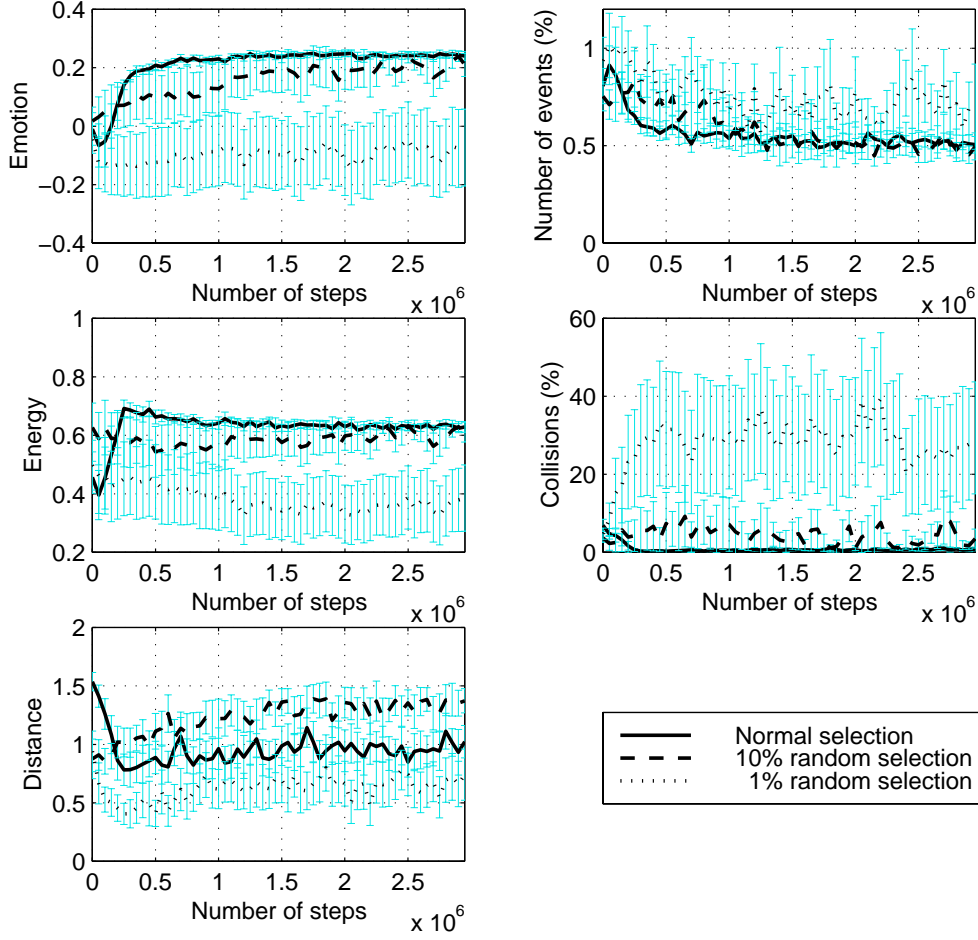 Emotion
0.4
0.2
0
−0.2
−0.4
0 0.5 1 1.5 2 2.5
Number of steps
x 10^6
Number of events (%)
1
0.5
0
0 0.5 1 1.5 2 2.5
Number of steps
x 10^6
Energy
1
0.8
0.6
0.4
0.2
0 0.5 1 1.5 2 2.5
Number of steps
x 10^6
Collisions (%)
60
40
20
0
0 0.5 1 1.5 2 2.5
Number of steps
x 10^6
Distance
2
1.5
1
0.5
0
0 0.5 1 1.5 2 2.5
Number of steps
x 10^6
Normal selection
10% random selection
1% random selection